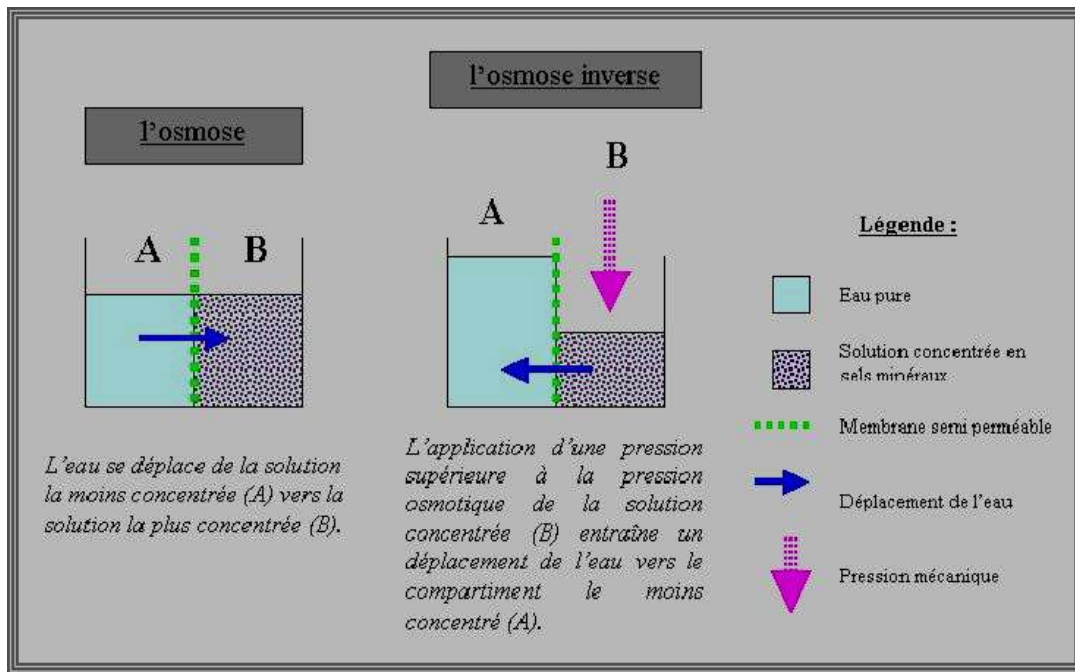 l'osmose
A
B
L'eau se déplace de la solution
la moins concentrée (A) vers la
solution la plus concentrée (B).
l'osmose inverse
A
B
L'application d'une pression
supérieure à la pression
osmotique de la solution
concentrée (B) entraîne un
déplacement de l'eau vers le
compartiment le moins
concentré (A).
Légende :
Eau pure
Solution concentrée en
sels minéraux
Membrane semi perméable
Déplacement de l'eau
Pression mécanique